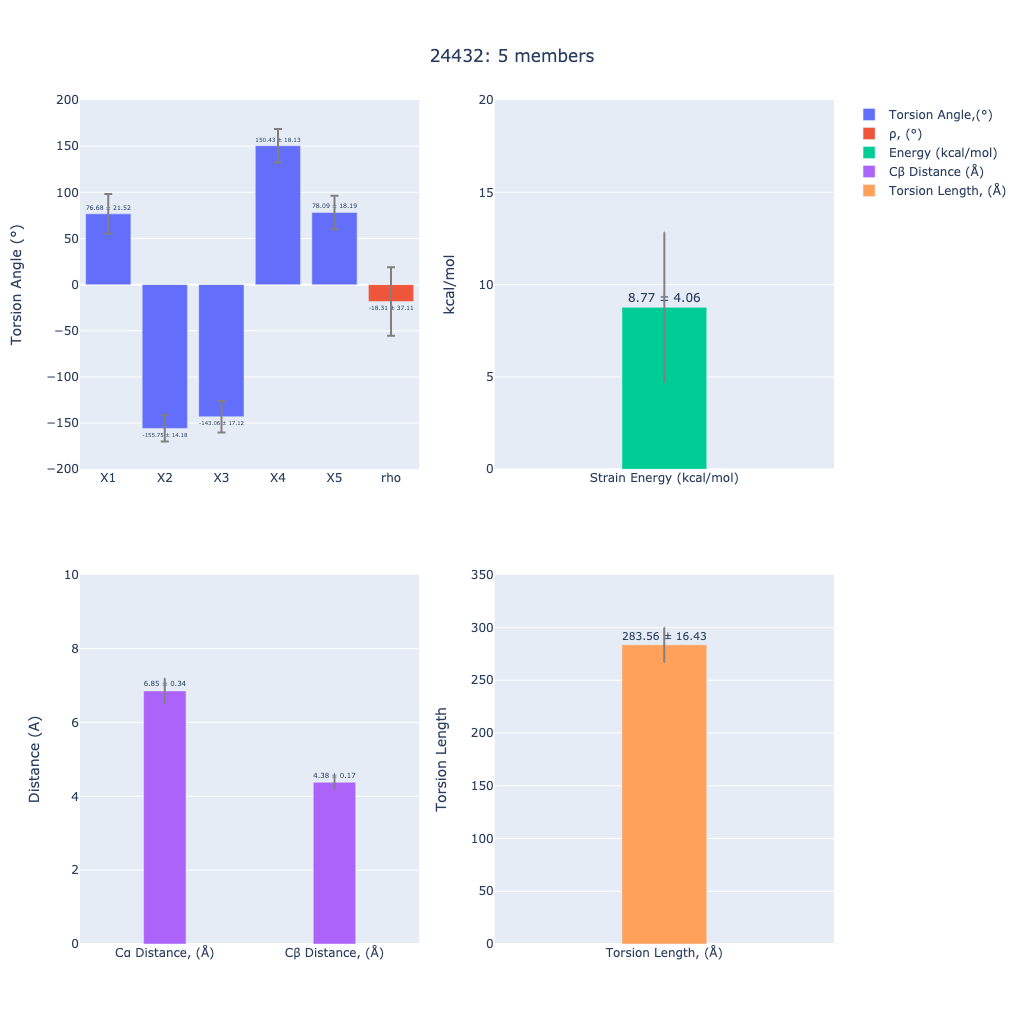 24432: 5 members
Torsion Angle (°)
200
150
100
50
0
−50
−100
−150
−200
76.68 ± 21.52
-155.75 ± 14.18
-143.06 ± 17.12
150.43 ± 18.13
78.09 ± 18.19
-18.31 ± 37.11
X1 X2 X3 X4 X5 rho
kcal/mol
20
15
10
5
0
8.77 ± 4.06
Strain Energy (kcal/mol)
Torsion Angle,(°)
ρ, (°)
Energy (kcal/mol)
Cβ Distance (Å)
Torsion Length, (Å)
Distance (A)
10
8
6
4
2
0
6.85 ± 0.34
4.38 ± 0.17
Cα Distance, (Å) Cβ Distance, (Å)
Torsion Length
350
300
250
200
150
100
50
0
283.56 ± 16.43
Torsion Length, (Å)